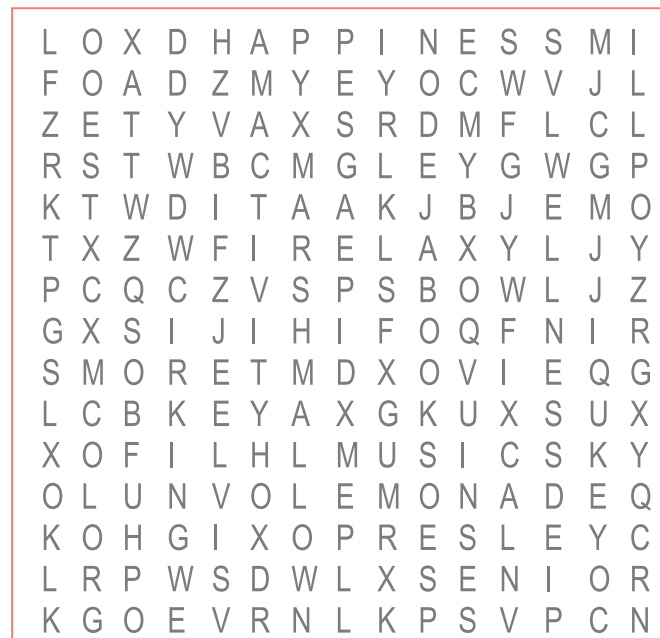 L O X D H A P P I N E S S M I
F O A D Z M Y E Y O C W V J L
Z E T Y V A X S R D M F L C L
R S T W B C M G L E Y G W G P
K T W D I T A A K J B J E M O
T X Z W F I R E L A X Y L J Y
P C Q C Z V S P S B O W L J Z
G X S I J I H I F O Q F N I R
S M O R E T M D X O V I E Q G
L C B K E Y A X G K U X S U X
X O F I L H L M U S I C S K Y
O L U N V O L E M O N A D E Q
K O H G I X O P R E S L E Y C
L R P W S D W L X S E N I O R
K G O E V R N L K P S V P C N